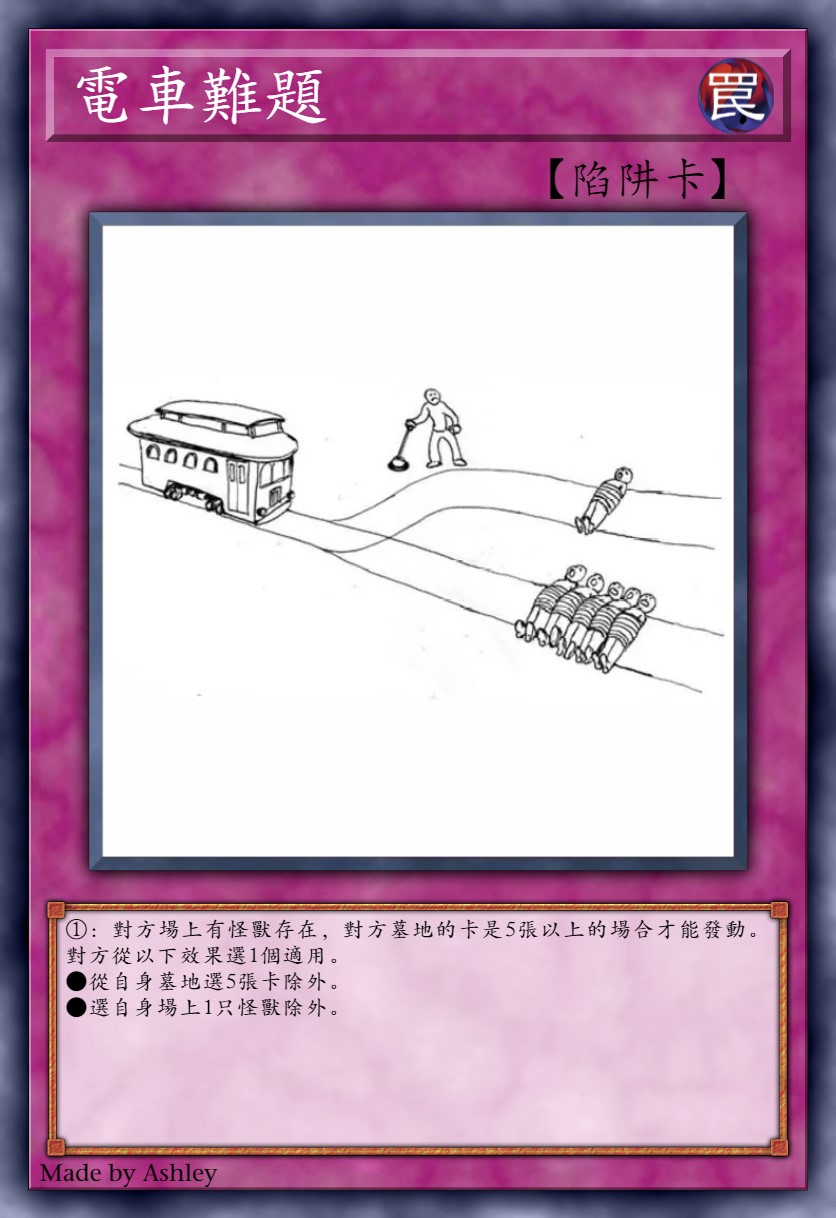 電車難題
罠
【陷阱卡】
①：對方場上有怪獸存在，對方墓地的卡是5張以上的場合才能發動。
對方從以下效果選1個適用。
●從自身墓地選5張卡除外。
●選自身場上1只怪獸除外。
Made by Ashley